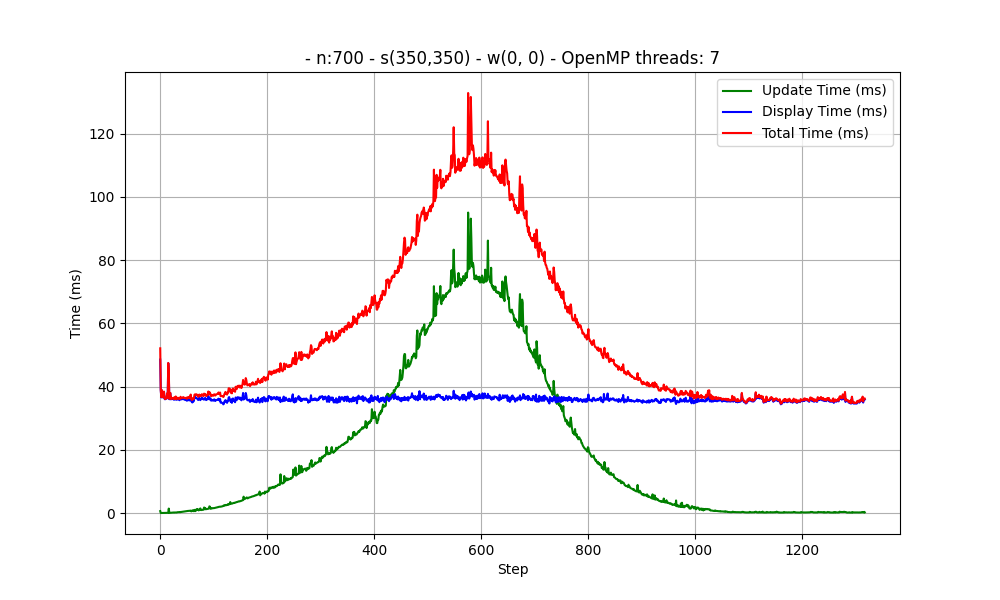 - n:700 - s(350,350) - w(0, 0) - OpenMP threads: 7
Update Time (ms)
Display Time (ms)
Total Time (ms)
Time (ms)
120
100
80
60
40
20
0
0 200 400 600 800 1000 1200
Step